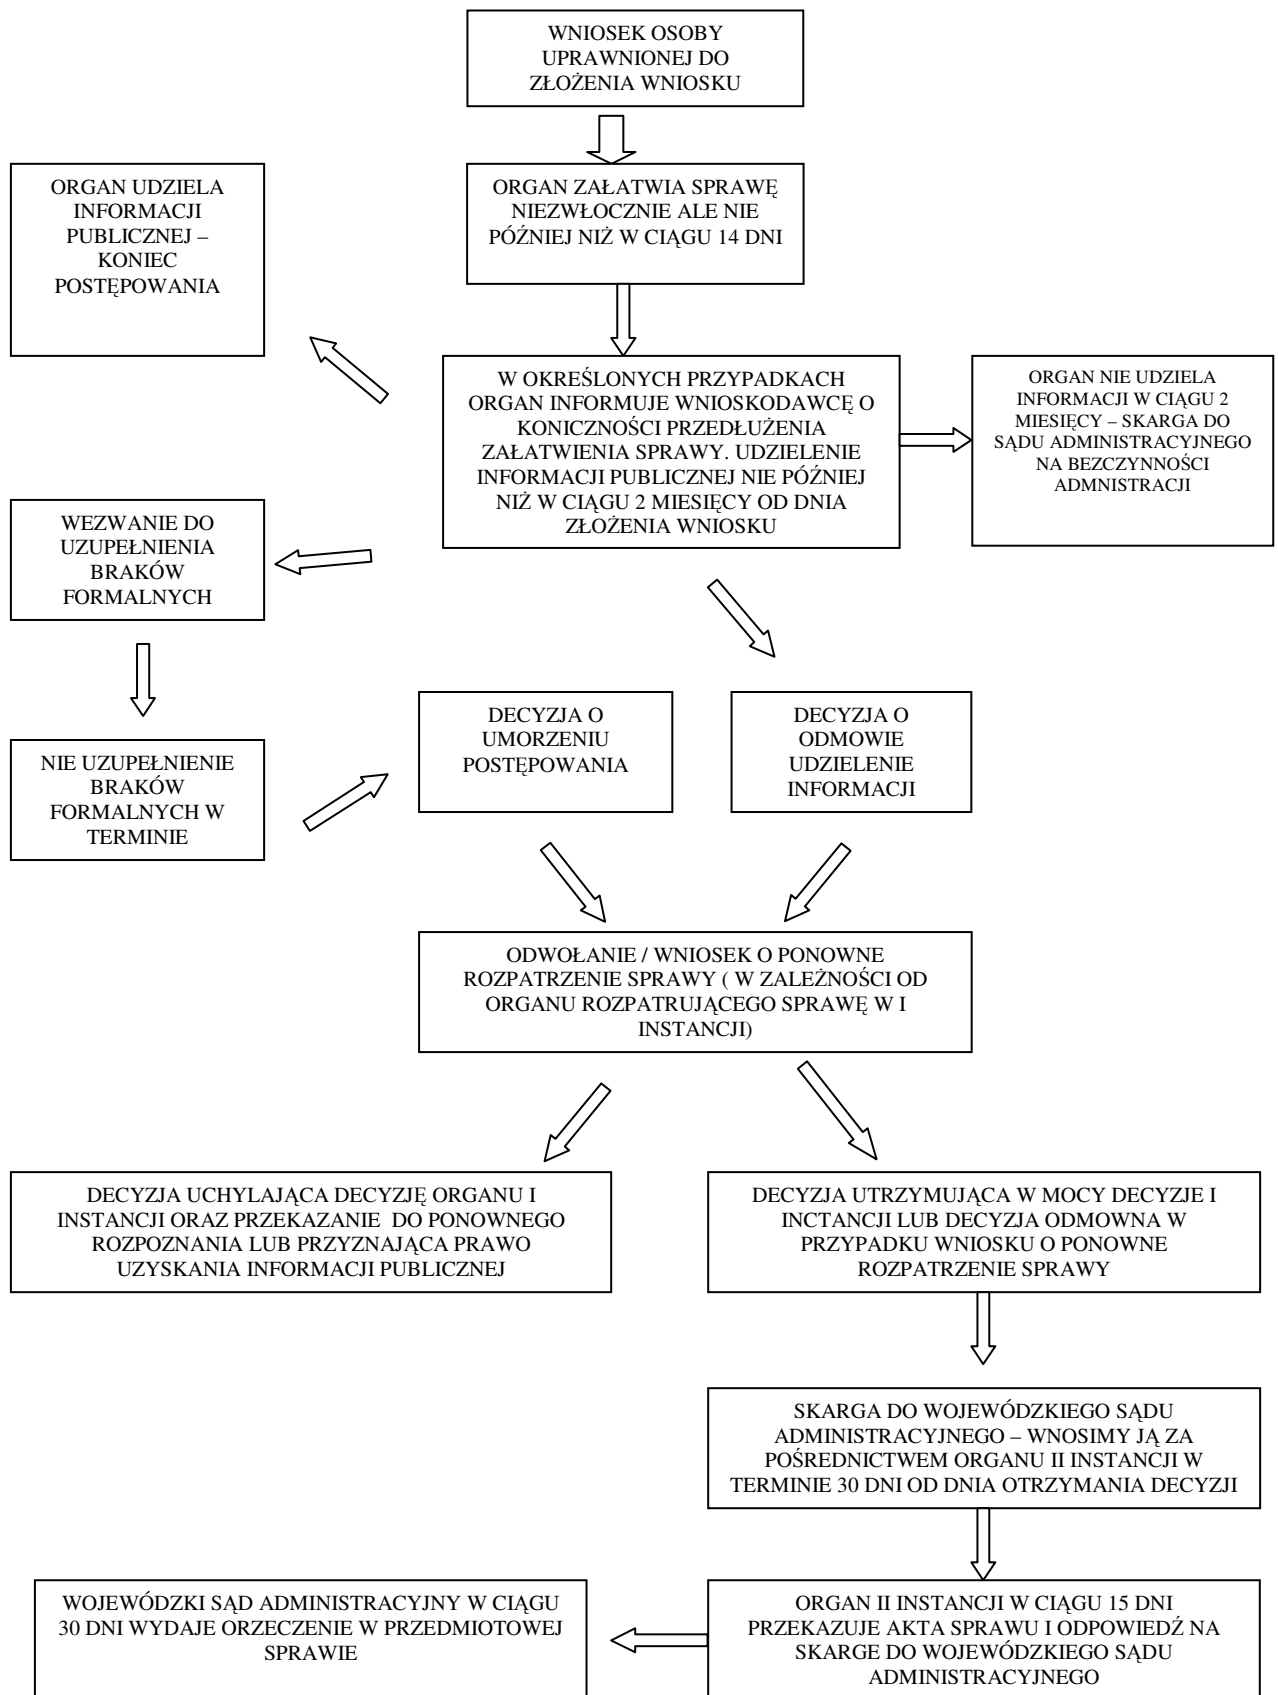 WNIOSEK OSOBY
UPRAWNIONEJ DO
ZŁOŻENIA WNIOSKU
ORGAN UDZIELA
INFORMACJI
PUBLICZNEJ –
KONIEC
POSTĘPOWANIA
ORGAN ZAŁATWIA SPRAWĘ
NIEZWŁOCZNIE ALE NIE
PÓŹNIEJ NIŻ W CIĄGU 14 DNI
W OKREŚLONYCH PRZYPADKACH
ORGAN INFORMUJE WNIOSKODAWCĘ O
KONICZNOŚCI PRZEDŁUŻENIA
ZAŁATWIENIA SPRAWY. UDZIELENIE
INFORMACJI PUBLICZNEJ NIE PÓŹNIEJ
NIŻ W CIĄGU 2 MIESIĘCY OD DNIA
ZŁOŻENIA WNIOSKU
ORGAN NIE UDZIELA
INFORMACJI W CIĄGU 2
MIESIĘCY – SKARGA DO
SĄDU ADMINISTRACYJNEGO
NA BEZCZYNNOŚCI
ADMNISTRACJI
WEZWANIE DO
UZUPEŁNIENIA
BRAKÓW
FORMALNYCH
NIE UZUPEŁNIENIE
BRAKÓW
FORMALNYCH W
TERMINIE
DECYZJA O
UMORZENIU
POSTĘPOWANIA
DECYZJA O
ODMOWIE
UDZIELENIE
INFORMACJI
ODWOŁANIE / WNIOSEK O PONOWNE
ROZPATRZENIE SPRAWY ( W ZALEŻNOŚCI OD
ORGANU ROZPATRUJĄCEGO SPRAWĘ W I
INSTANCJI)
DECYZJA UCHYLAJĄCA DECYZJĘ ORGANU I
INSTANCJI ORAZ PRZEKAZANIE DO PONOWNEGO
ROZPOZNANIA LUB PRZYZNAJĄCA PRAWO
UZYSKANIA INFORMACJI PUBLICZNEJ
DECYZJA UTRZYMUJĄCA W MOCY DECYZJE I
INCTANCJI LUB DECYZJA ODMOWNA W
PRZYPADKU WNIOSKU O PONOWNE
ROZPATRZENIE SPRAWY
SKARGA DO WOJEWÓDZKIEGO SĄDU
ADMINISTRACYJNEGO – WNOSIMY JĄ ZA
POŚREDNICTWEM ORGANU II INSTANCJI W
TERMINIE 30 DNI OD DNIA OTRZYMANIA DECYZJI
ORGAN II INSTANCJI W CIĄGU 15 DNI
PRZEKAZUJE AKTA SPRAWU I ODPOWIEDŹ NA
SKARGE DO WOJEWÓDZKIEGO SĄDU
ADMINISTRACYJNEGO
WOJEWÓDZKI SĄD ADMINISTRACYJNY W CIĄGU
30 DNI WYDAJE ORZECZENIE W PRZEDMIOTOWEJ
SPRAWIE